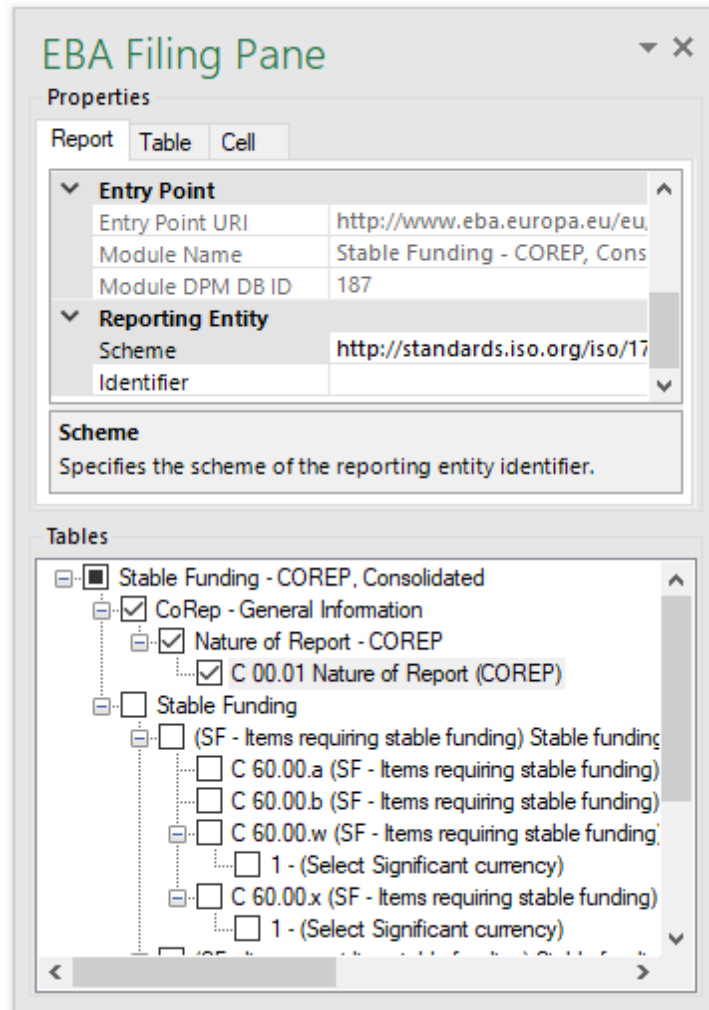 EBA Filing Pane
Properties
Report Table Cell
Entry Point
Entry Point URI http://www.eba.europa.eu/eu,
Module Name Stable Funding - COREP, Cons
Module DPM DB ID 187
Reporting Entity
Scheme http://standards.iso.org/iso/17
Identifier
Scheme
Specifies the scheme of the reporting entity identifier.
Tables
Stable Funding - COREP, Consolidated
CoRep - General Information
Nature of Report - COREP
C 00.01 Nature of Report (COREP)
Stable Funding
(SF - Items requiring stable funding) Stable funding
C 60.00.a (SF - Items requiring stable funding)
C 60.00.b (SF - Items requiring stable funding)
C 60.00.w (SF - Items requiring stable funding)
1 - (Select Significant currency)
C 60.00.x (SF - Items requiring stable funding)
1 - (Select Significant currency)